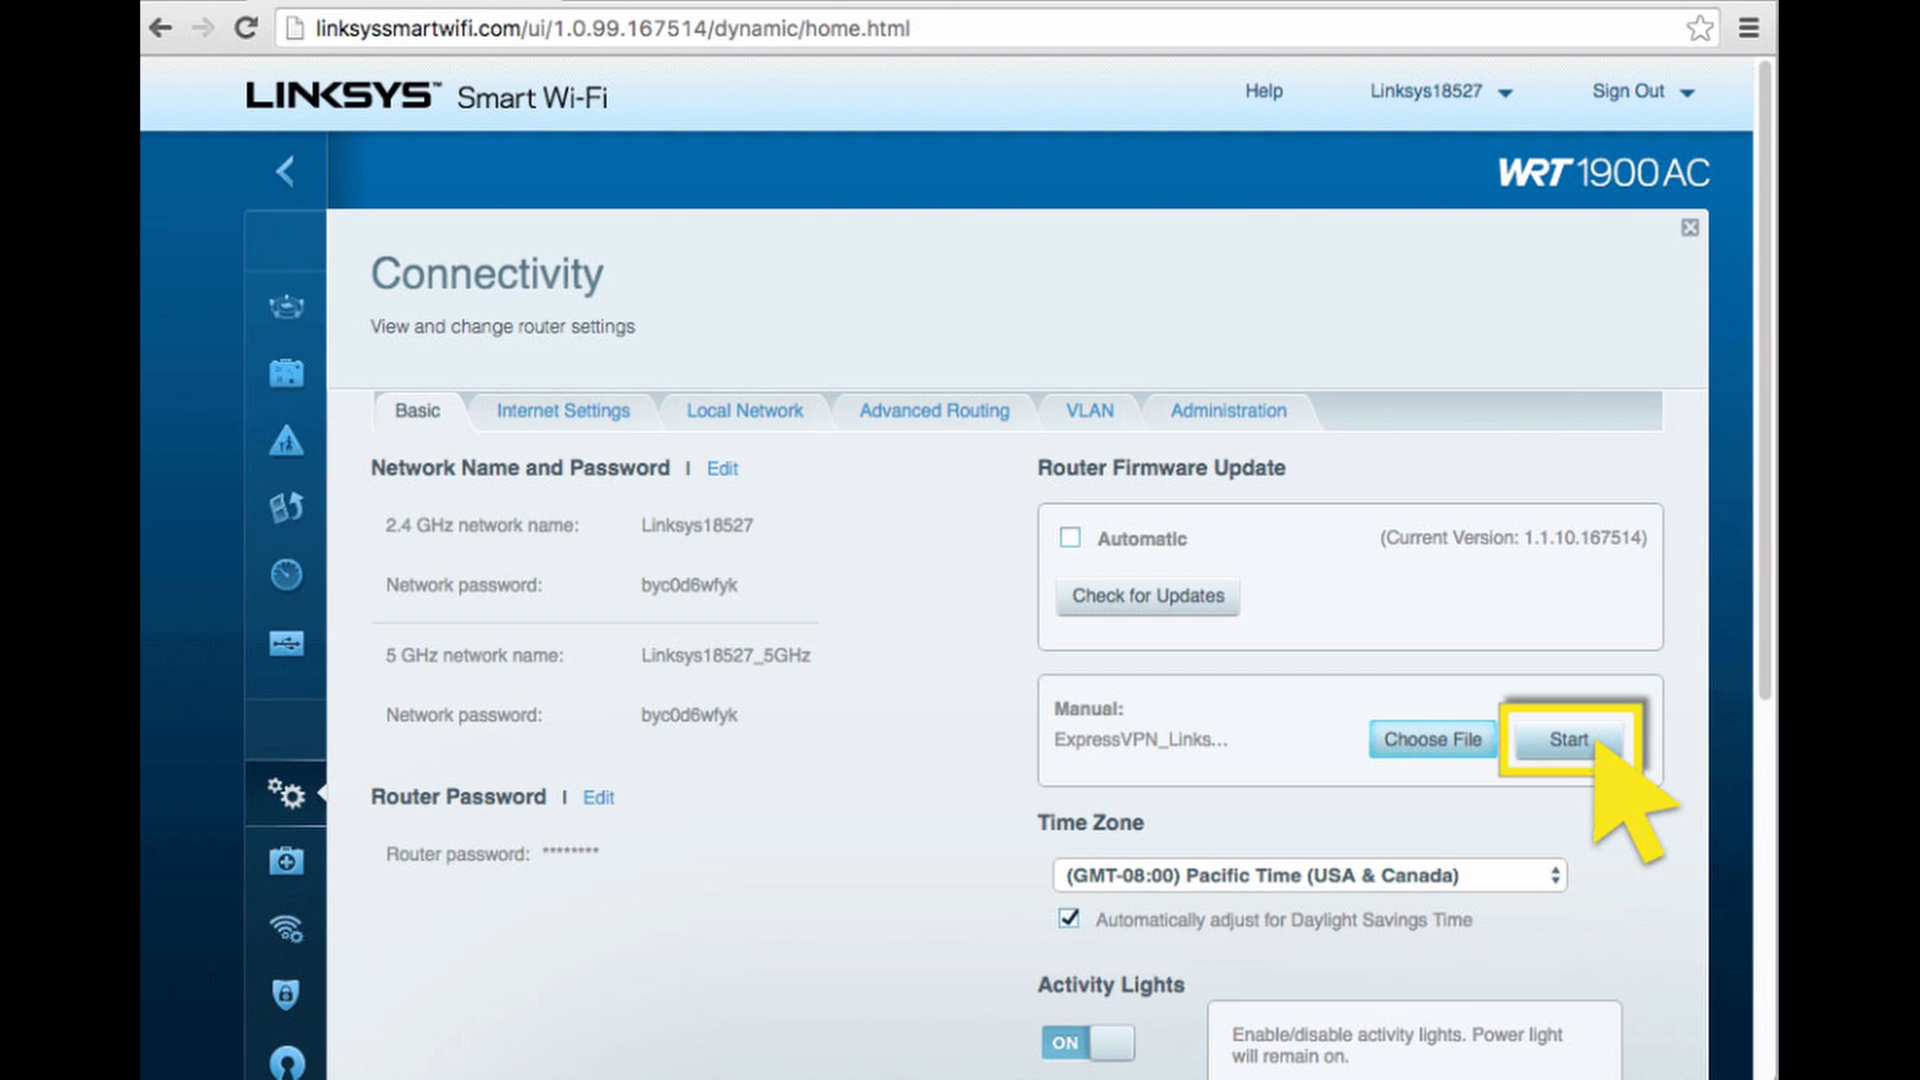 linksyssmartwifi.com/ui/1.0.99.167514/dynamic/home.html
LINKSYS™ Smart Wi-Fi
Help
Linksys18527
Sign Out
WRT 1900AC
Connectivity
View and change router settings
Basic
Internet Settings
Local Network
Advanced Routing
VLAN
Administration
Network Name and Password | Edit
2.4 GHz network name: Linksys18527
Network password: byc0d6wfyk
5 GHz network name: Linksys18527_5GHz
Network password: byc0d6wfyk
Router Password | Edit
Router password: ********
Router Firmware Update
Automatic
(Current Version: 1.1.10.167514)
Check for Updates
Manual:
ExpressVPN_Links...
Choose File
Start
Time Zone
(GMT-08:00) Pacific Time (USA & Canada)
Automatically adjust for Daylight Savings Time
Activity Lights
ON
Enable/disable activity lights. Power light
will remain on.